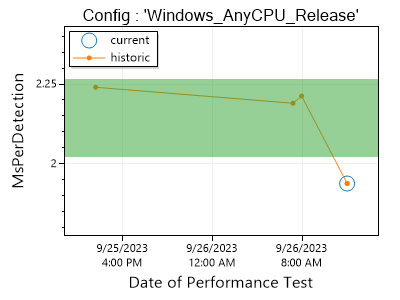 Config : 'Windows_AnyCPU_Release'
current
historic
MsPerDetection
2.25
2
9/25/2023 9/26/2023 9/26/2023
4:00 PM 12:00 AM 8:00 AM
Date of Performance Test